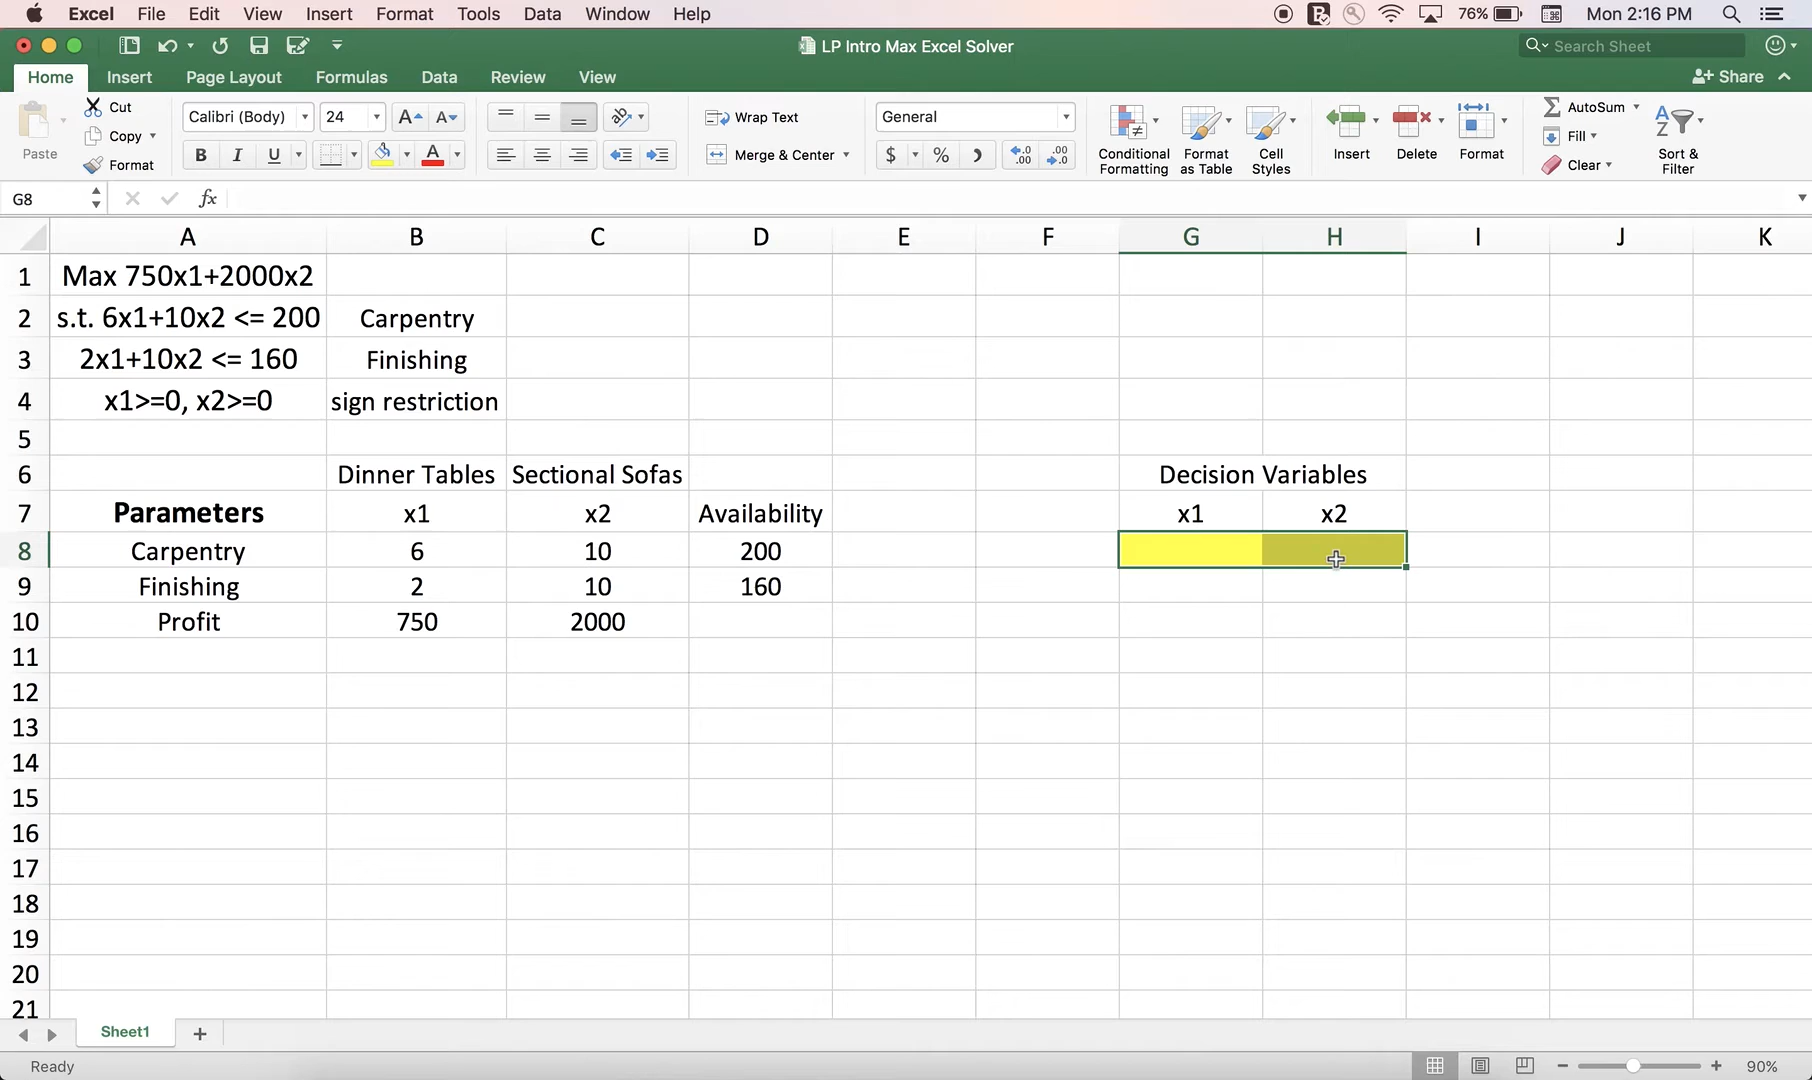 Excel File Edit View Insert Format Tools Data Window Help 76% Mon 2:16 PM
LP Intro Max Excel Solver Search Sheet
Home Insert Page Layout Formulas Data Review View Share
Paste Cut Copy Format
Calibri (Body) 24 A A
B I U A
Wrap Text
Merge & Center
General
$ % .00 .00
Conditional Formatting
Format as Table
Cell Styles
Insert Delete Format
AutoSum
Fill
Clear
Sort & Filter
G8 fx
A B C D E F G H I J K
1 Max 750x1+2000x2
2 s.t. 6x1+10x2 <= 200 Carpentry
3 2x1+10x2 <= 160 Finishing
4 x1>=0, x2>=0 sign restriction
5
6 Dinner Tables Sectional Sofas Decision Variables
7 Parameters x1 x2 Availability x1 x2
8 Carpentry 6 10 200
9 Finishing 2 10 160
10 Profit 750 2000
11
12
13
14
15
16
17
18
19
20
21
Sheet1
Ready 90%